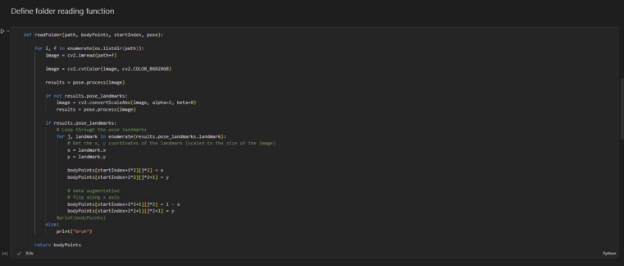 Define folder reading function
def readFolder(path, bodyPoints, startIndex, pose):
for i, f in enumerate(os.listdir(path)):
image = cv2.imread(path+f)
image = cv2.cvtColor(image, cv2.COLOR_BGR2RGB)
results = pose.process(image)
if not results.pose_landmarks:
image = cv2.convertScaleAbs(image, alpha=2, beta=0)
results = pose.process(image)
if results.pose_landmarks:
# Loop through the pose landmarks
for j, landmark in enumerate(results.pose_landmarks.landmark):
# Get the x, y coordinates of the landmark (scaled to the size of the image)
x = landmark.x
y = landmark.y
bodyPoints[startIndex+i*2][j*2] = x
bodyPoints[startIndex+i*2][j*2+1] = y
# data augmentation
# flip along x axis
bodyPoints[startIndex+i*2+1][j*2] = 1 - x
bodyPoints[startIndex+i*2+1][j*2+1] = y
#print(bodyPoints)
else:
print("bruh")
return bodyPoints
0.0s
Python